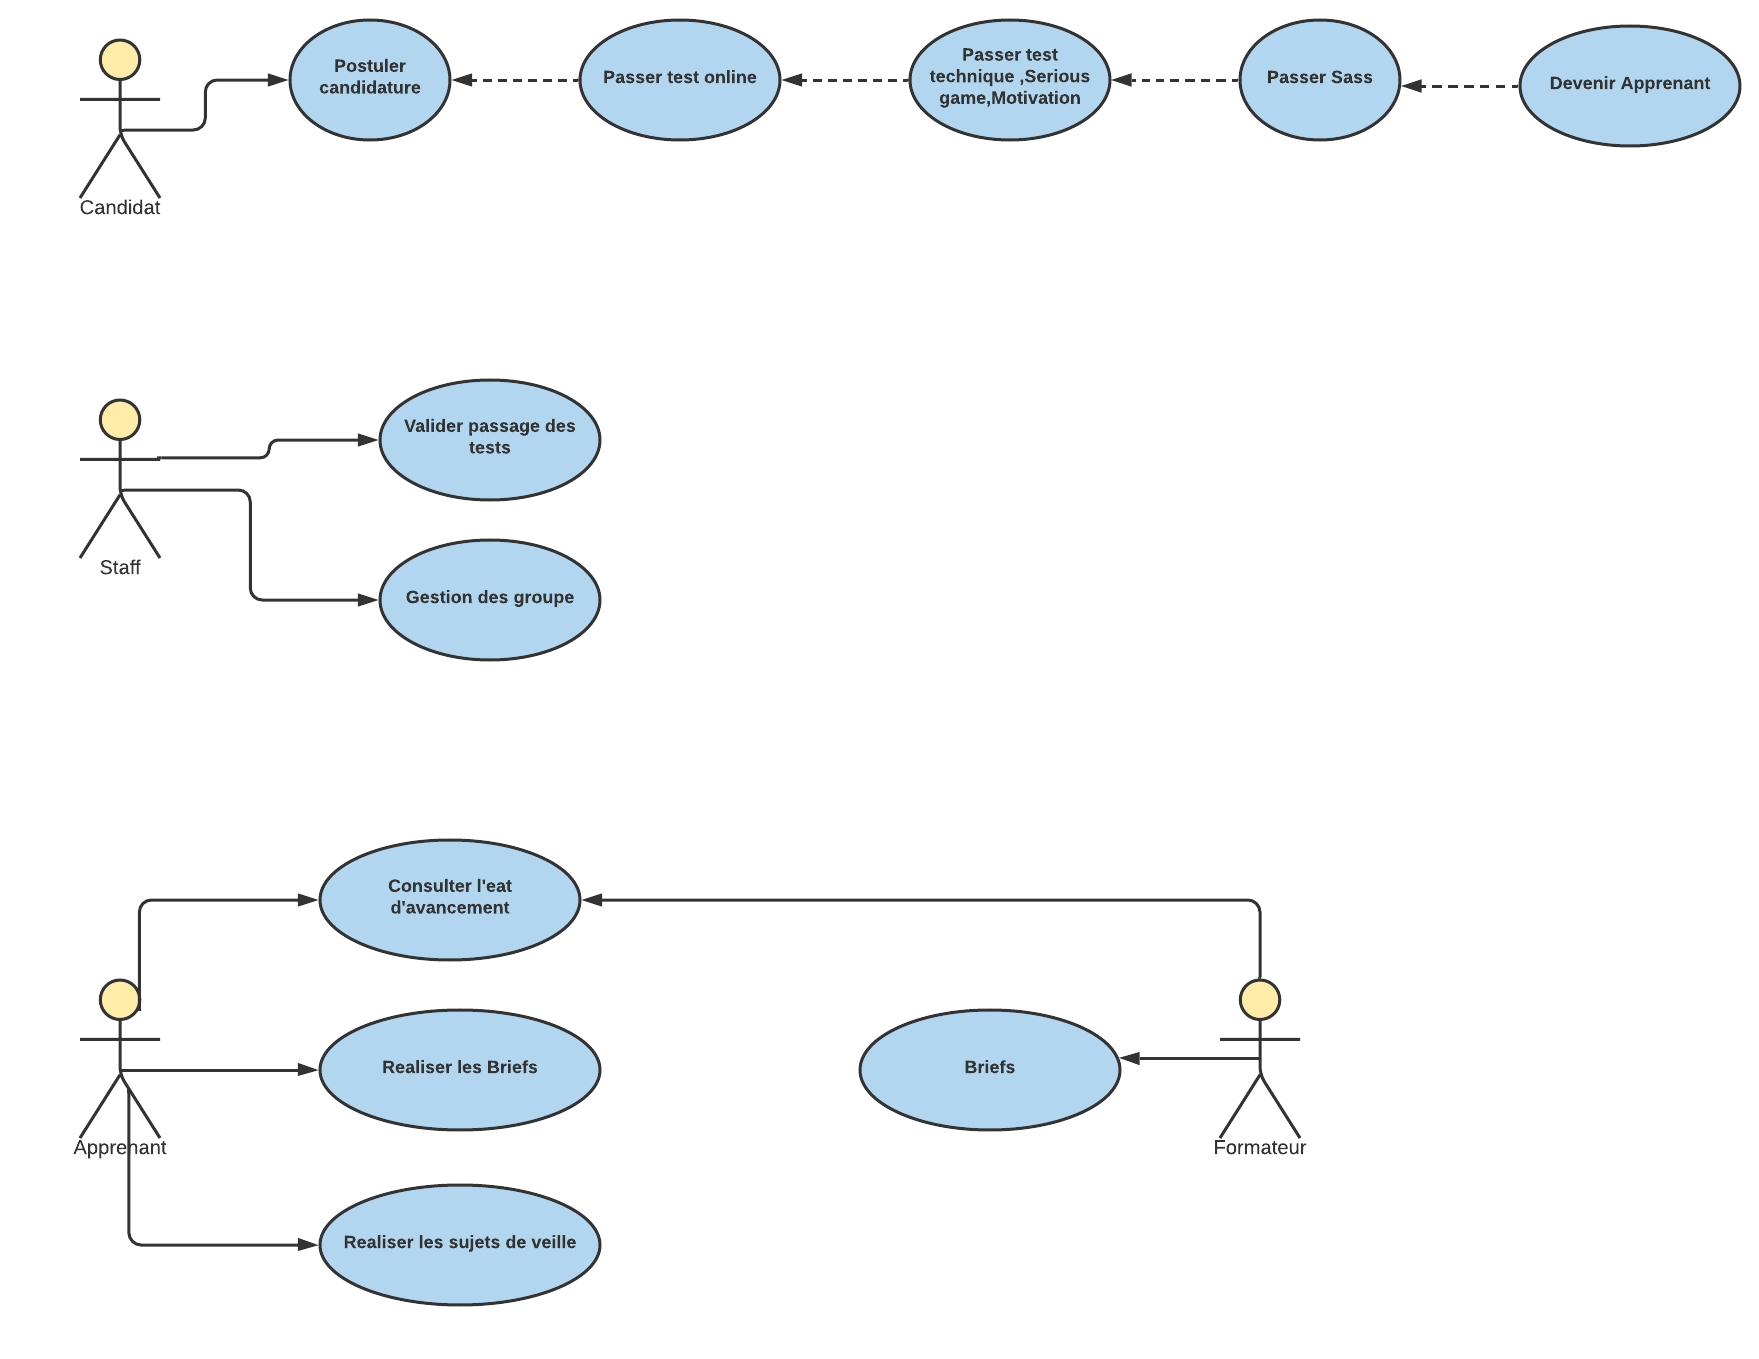 Postuler
candidature
Passer test online
Passer test
technique ,Serious
game,Motivation
Passer Sass
Devenir Apprenant
Candidat
Valider passage des
tests
Staff
Gestion des groupe
Consulter l'eat
d'avancement
Realiser les Briefs
Briefs
Apprenant
Formateur
Realiser les sujets de veille